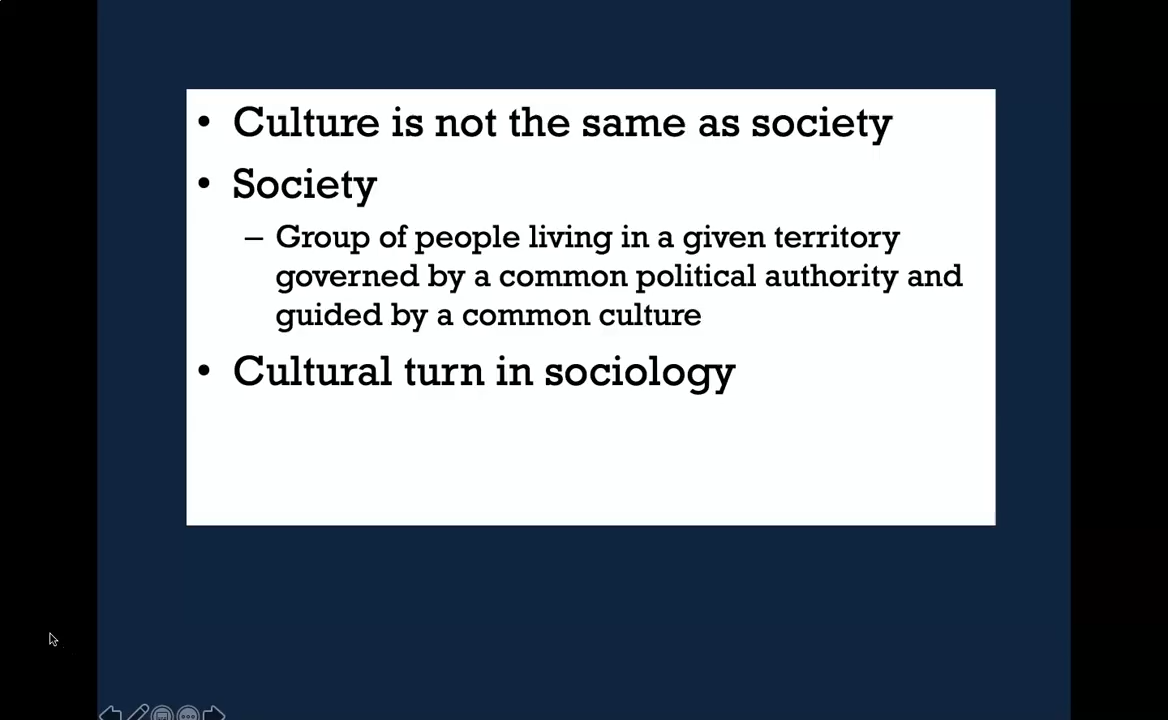 • Culture is not the same as society
• Society
– Group of people living in a given territory
governed by a common political authority and
guided by a common culture
• Cultural turn in sociology